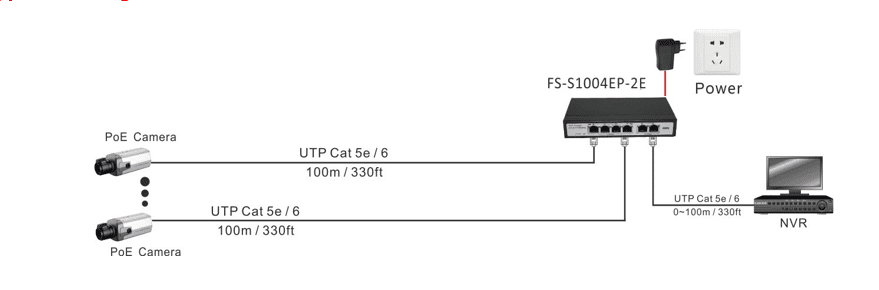 FS-S1004EP-2E
Power
PoE Camera
UTP Cat 5e / 6
100m / 330ft
UTP Cat 5e / 6
100m / 330ft
PoE Camera
UTP Cat 5e / 6
0~100m / 330ft
NVR